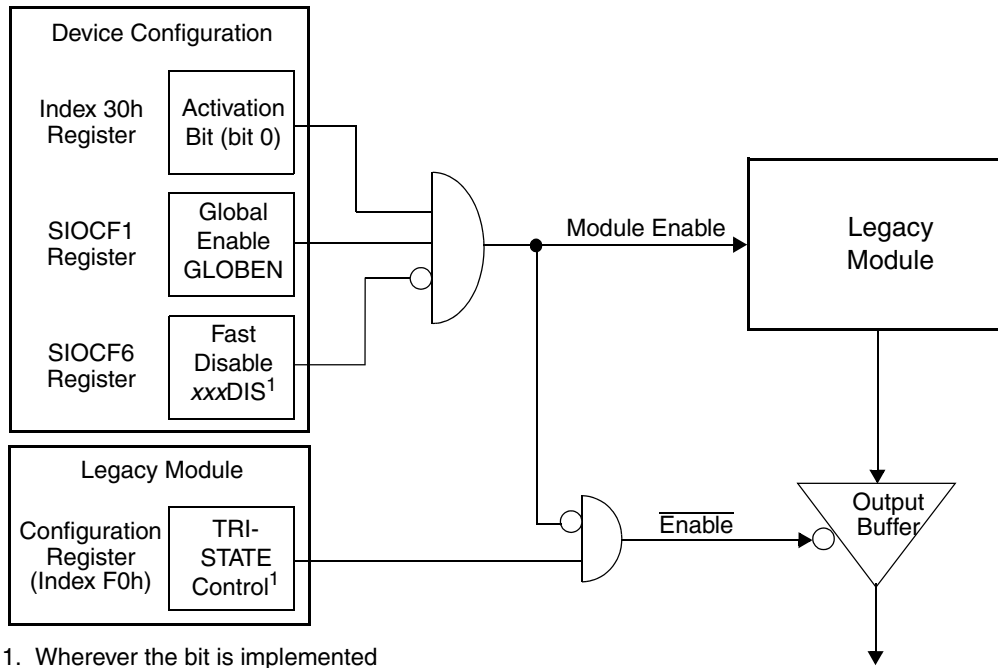 Device Configuration
Index 30h
Register
Activation
Bit (bit 0)
SIOCF1
Register
Global
Enable
GLOBEN
SIOCF6
Register
Fast
Disable
xxxDIS1
Module Enable
Legacy
Module
Legacy Module
Configuration
Register
(Index F0h)
TRI-
STATE
Control1
Enable
Output
Buffer
1. Wherever the bit is implemented